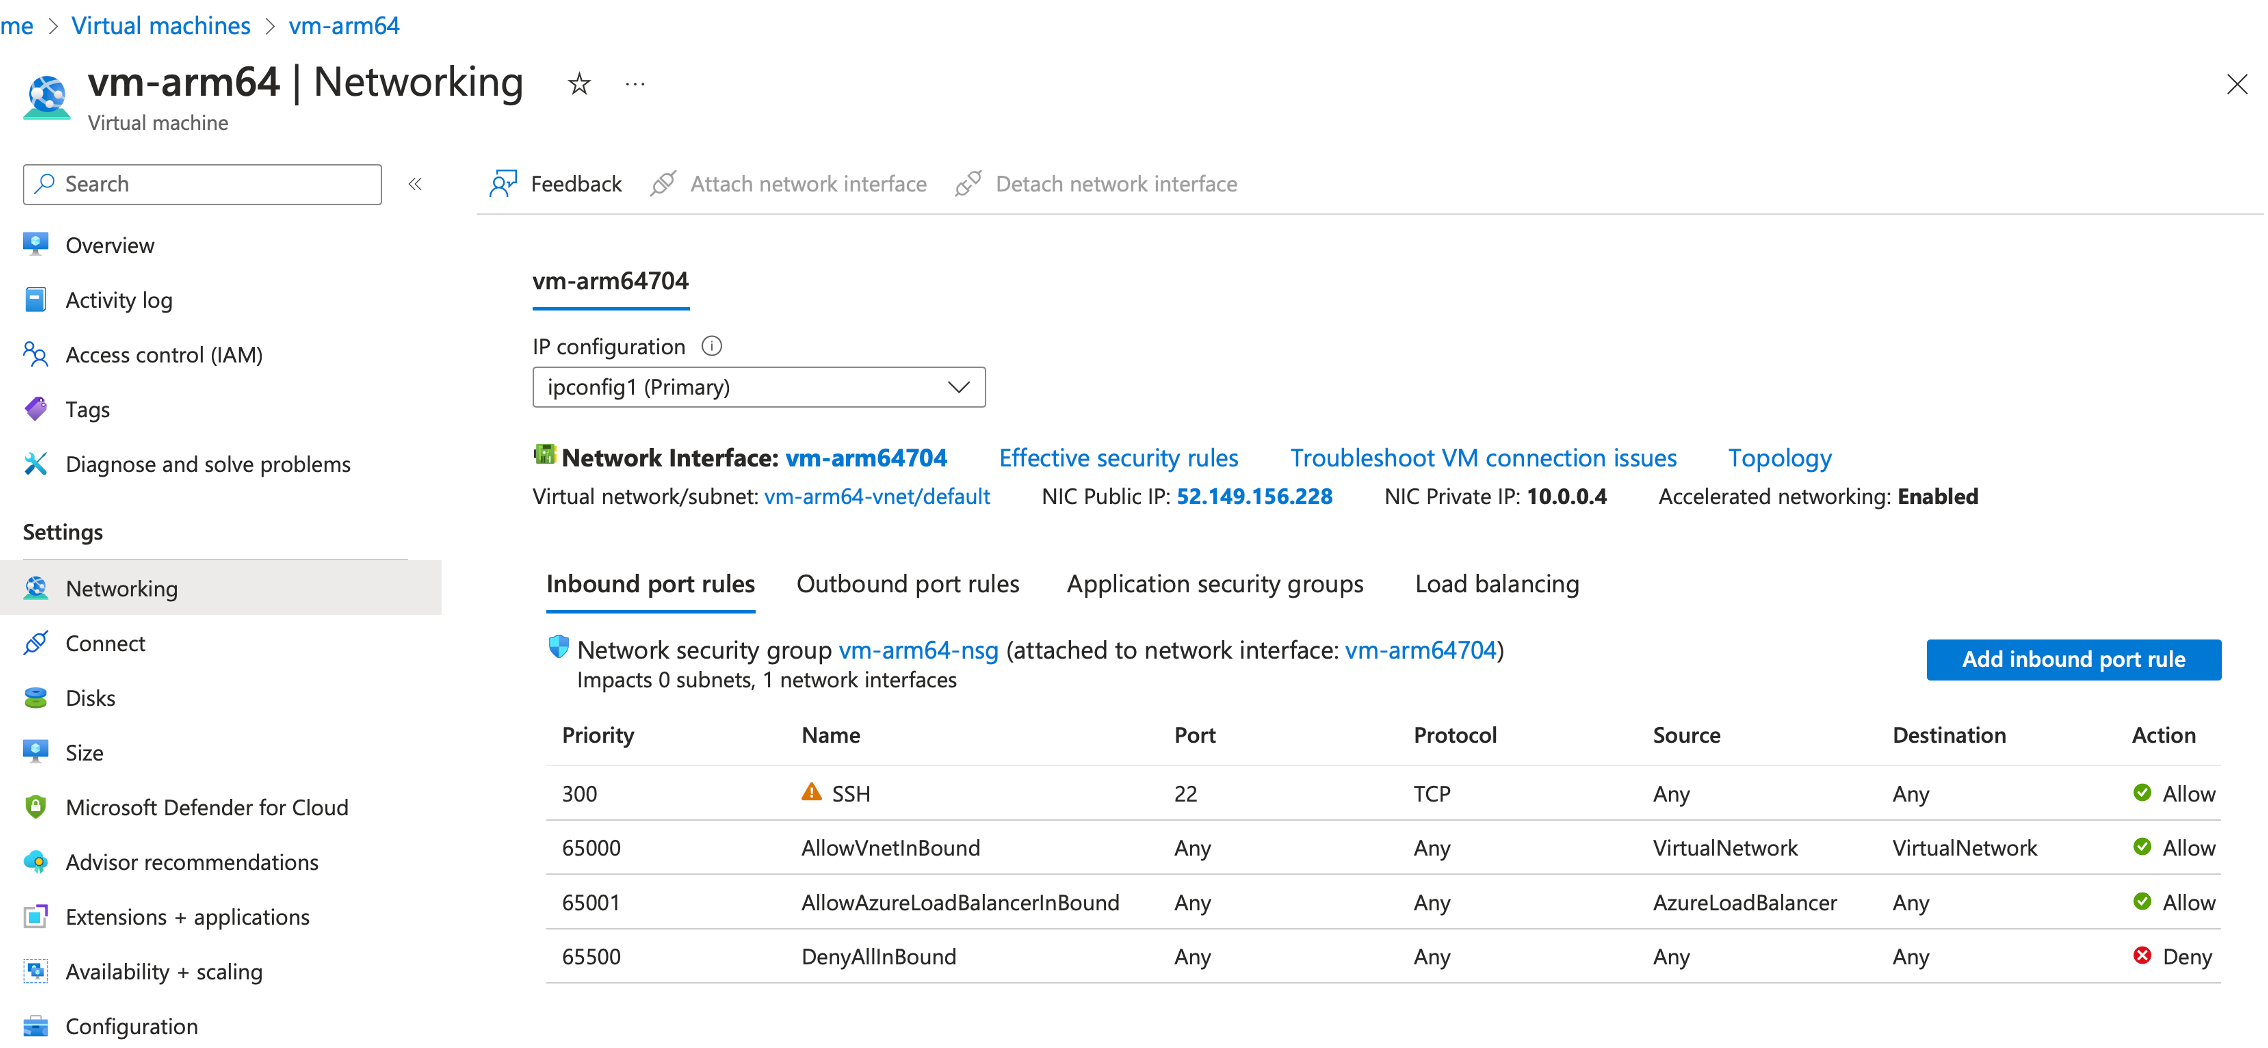 me > Virtual machines > vm-arm64
vm-arm64 | Networking
Virtual machine
Search
Overview
Activity log
Access control (IAM)
Tags
Diagnose and solve problems
Settings
Networking
Connect
Disks
Size
Microsoft Defender for Cloud
Advisor recommendations
Extensions + applications
Availability + scaling
Configuration
Feedback Attach network interface Detach network interface
vm-arm64704
IP configuration
ipconfig1 (Primary)
Network Interface: vm-arm64704 Effective security rules Troubleshoot VM connection issues Topology
Virtual network/subnet: vm-arm64-vnet/default NIC Public IP: 52.149.156.228 NIC Private IP: 10.0.0.4 Accelerated networking: Enabled
Inbound port rules Outbound port rules Application security groups Load balancing
Network security group vm-arm64-nsg (attached to network interface: vm-arm64704)
Impacts 0 subnets, 1 network interfaces
Add inbound port rule
Priority Name Port Protocol Source Destination Action
300 SSH 22 TCP Any Any Allow
65000 AllowVnetInBound Any Any VirtualNetwork VirtualNetwork Allow
65001 AllowAzureLoadBalancerInBound Any Any AzureLoadBalancer Any Allow
65500 DenyAllInBound Any Any Any Any Deny